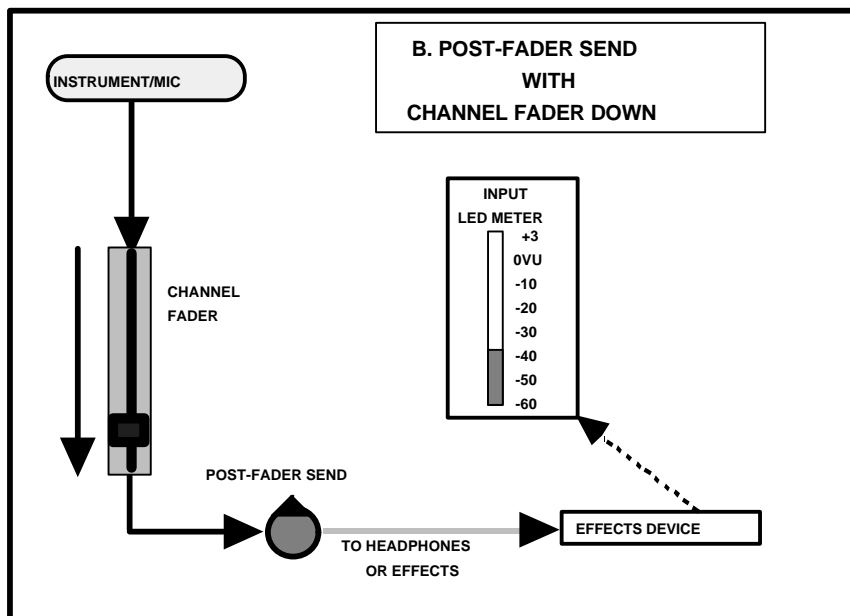 B. POST-FADER SEND
WITH
CHANNEL FADER DOWN
INSTRUMENT/MIC
INPUT
LED METER
+3
0VU
-10
-20
-30
-40
-50
-60
CHANNEL
FADER
POST-FADER SEND
TO HEADPHONES
OR EFFECTS
EFFECTS DEVICE